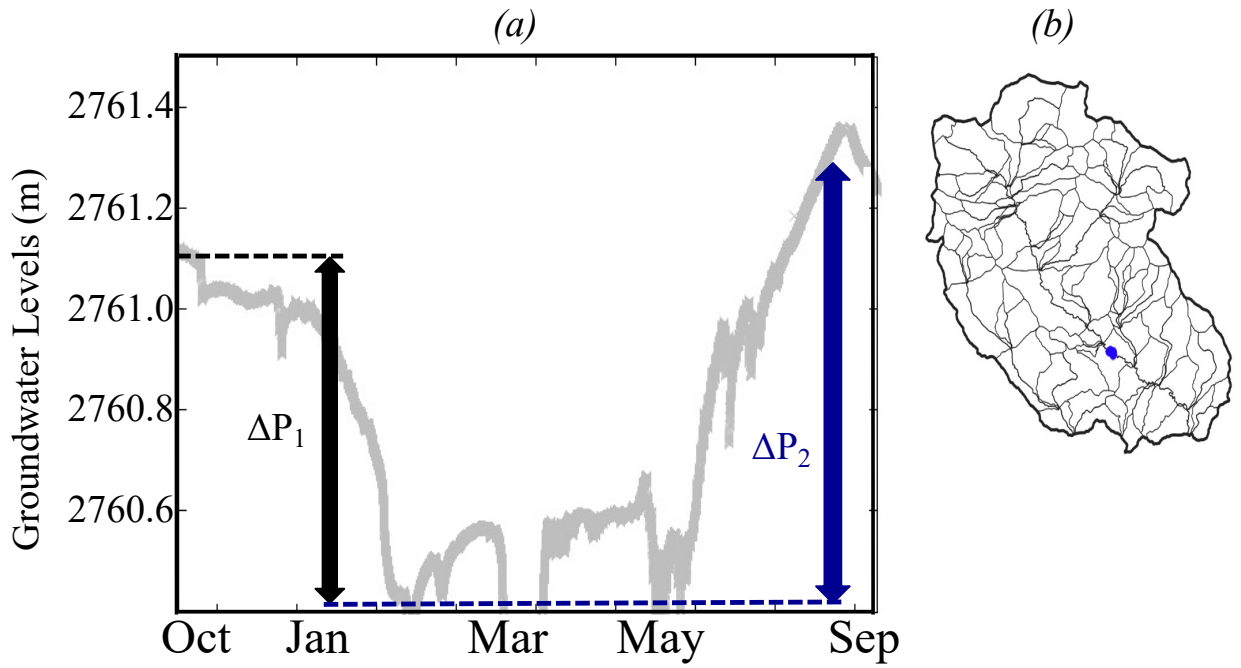 (a)
(b)
Groundwater Levels (m)
2761.4
2761.2
2761.0
2760.8
2760.6
ΔP₁
ΔP₂
Oct Jan Mar May Sep